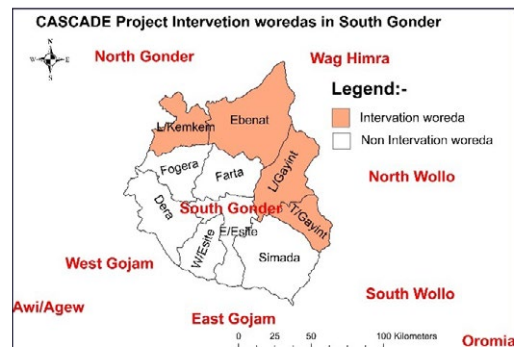 CASCADE Project Intervetion woredas in South Gonder
North Gonder
Wag Himra
N
W E
S
Legend:-
Intervation woreda
Non Intervation woreda
L/Kemkem
Ebenat
Fogera
Farta
L/Gayint
North Wollo
Dera
South Gonder
T/Gayint
E/Esite
W/Esite
Simada
West Gojam
South Wollo
Awi/Agew
East Gojam
0 25 50 100 Kilometers
Oromia